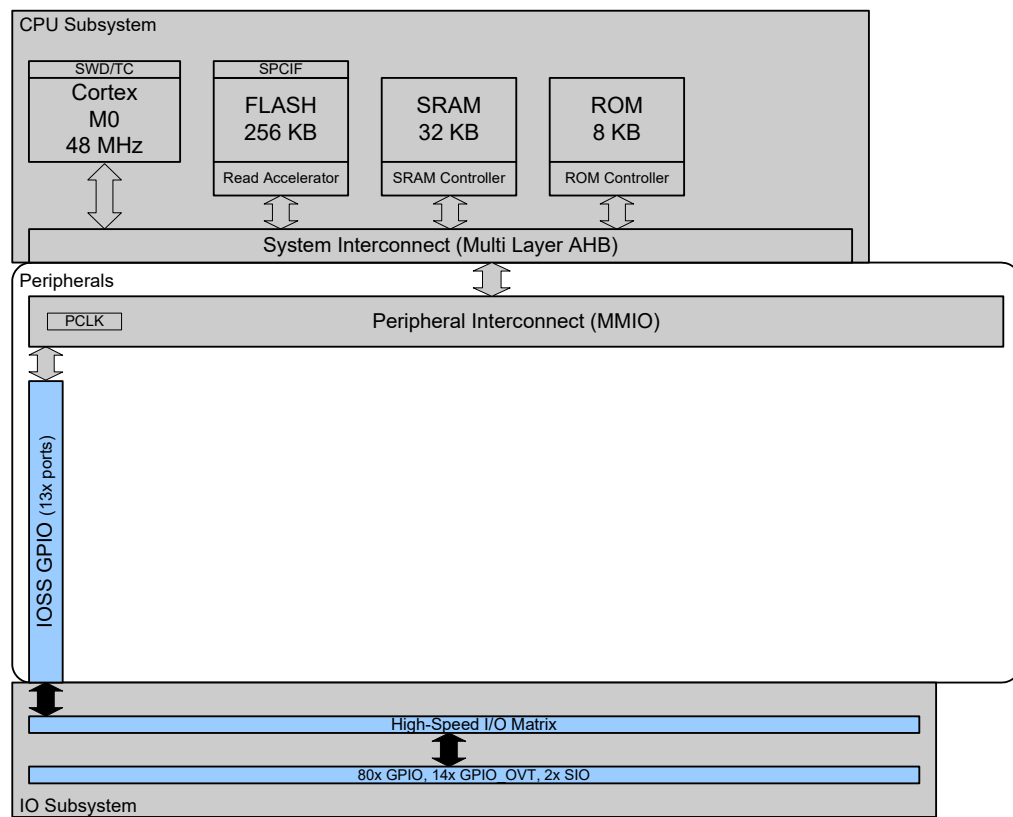 CPU Subsystem
SWD/TC
Cortex
M0
48 MHz
SPCIF
FLASH
256 KB
Read Accelerator
SRAM
32 KB
SRAM Controller
ROM
8 KB
ROM Controller
System Interconnect (Multi Layer AHB)
Peripherals
PCLK
Peripheral Interconnect (MMIO)
IOSS GPIO (13x ports)
High-Speed I/O Matrix
80x GPIO, 14x GPIO_OVT, 2x SIO
IO Subsystem